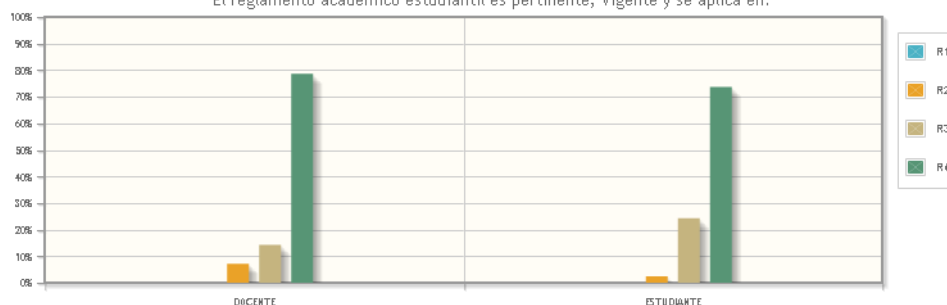 El reglamento académico estudiantil es pertinente, vigente y se aplica en:
100%
90%
80%
70%
60%
50%
40%
30%
20%
10%
0%
DOCENTE
ESTUDIANTE
R1
R2
R3